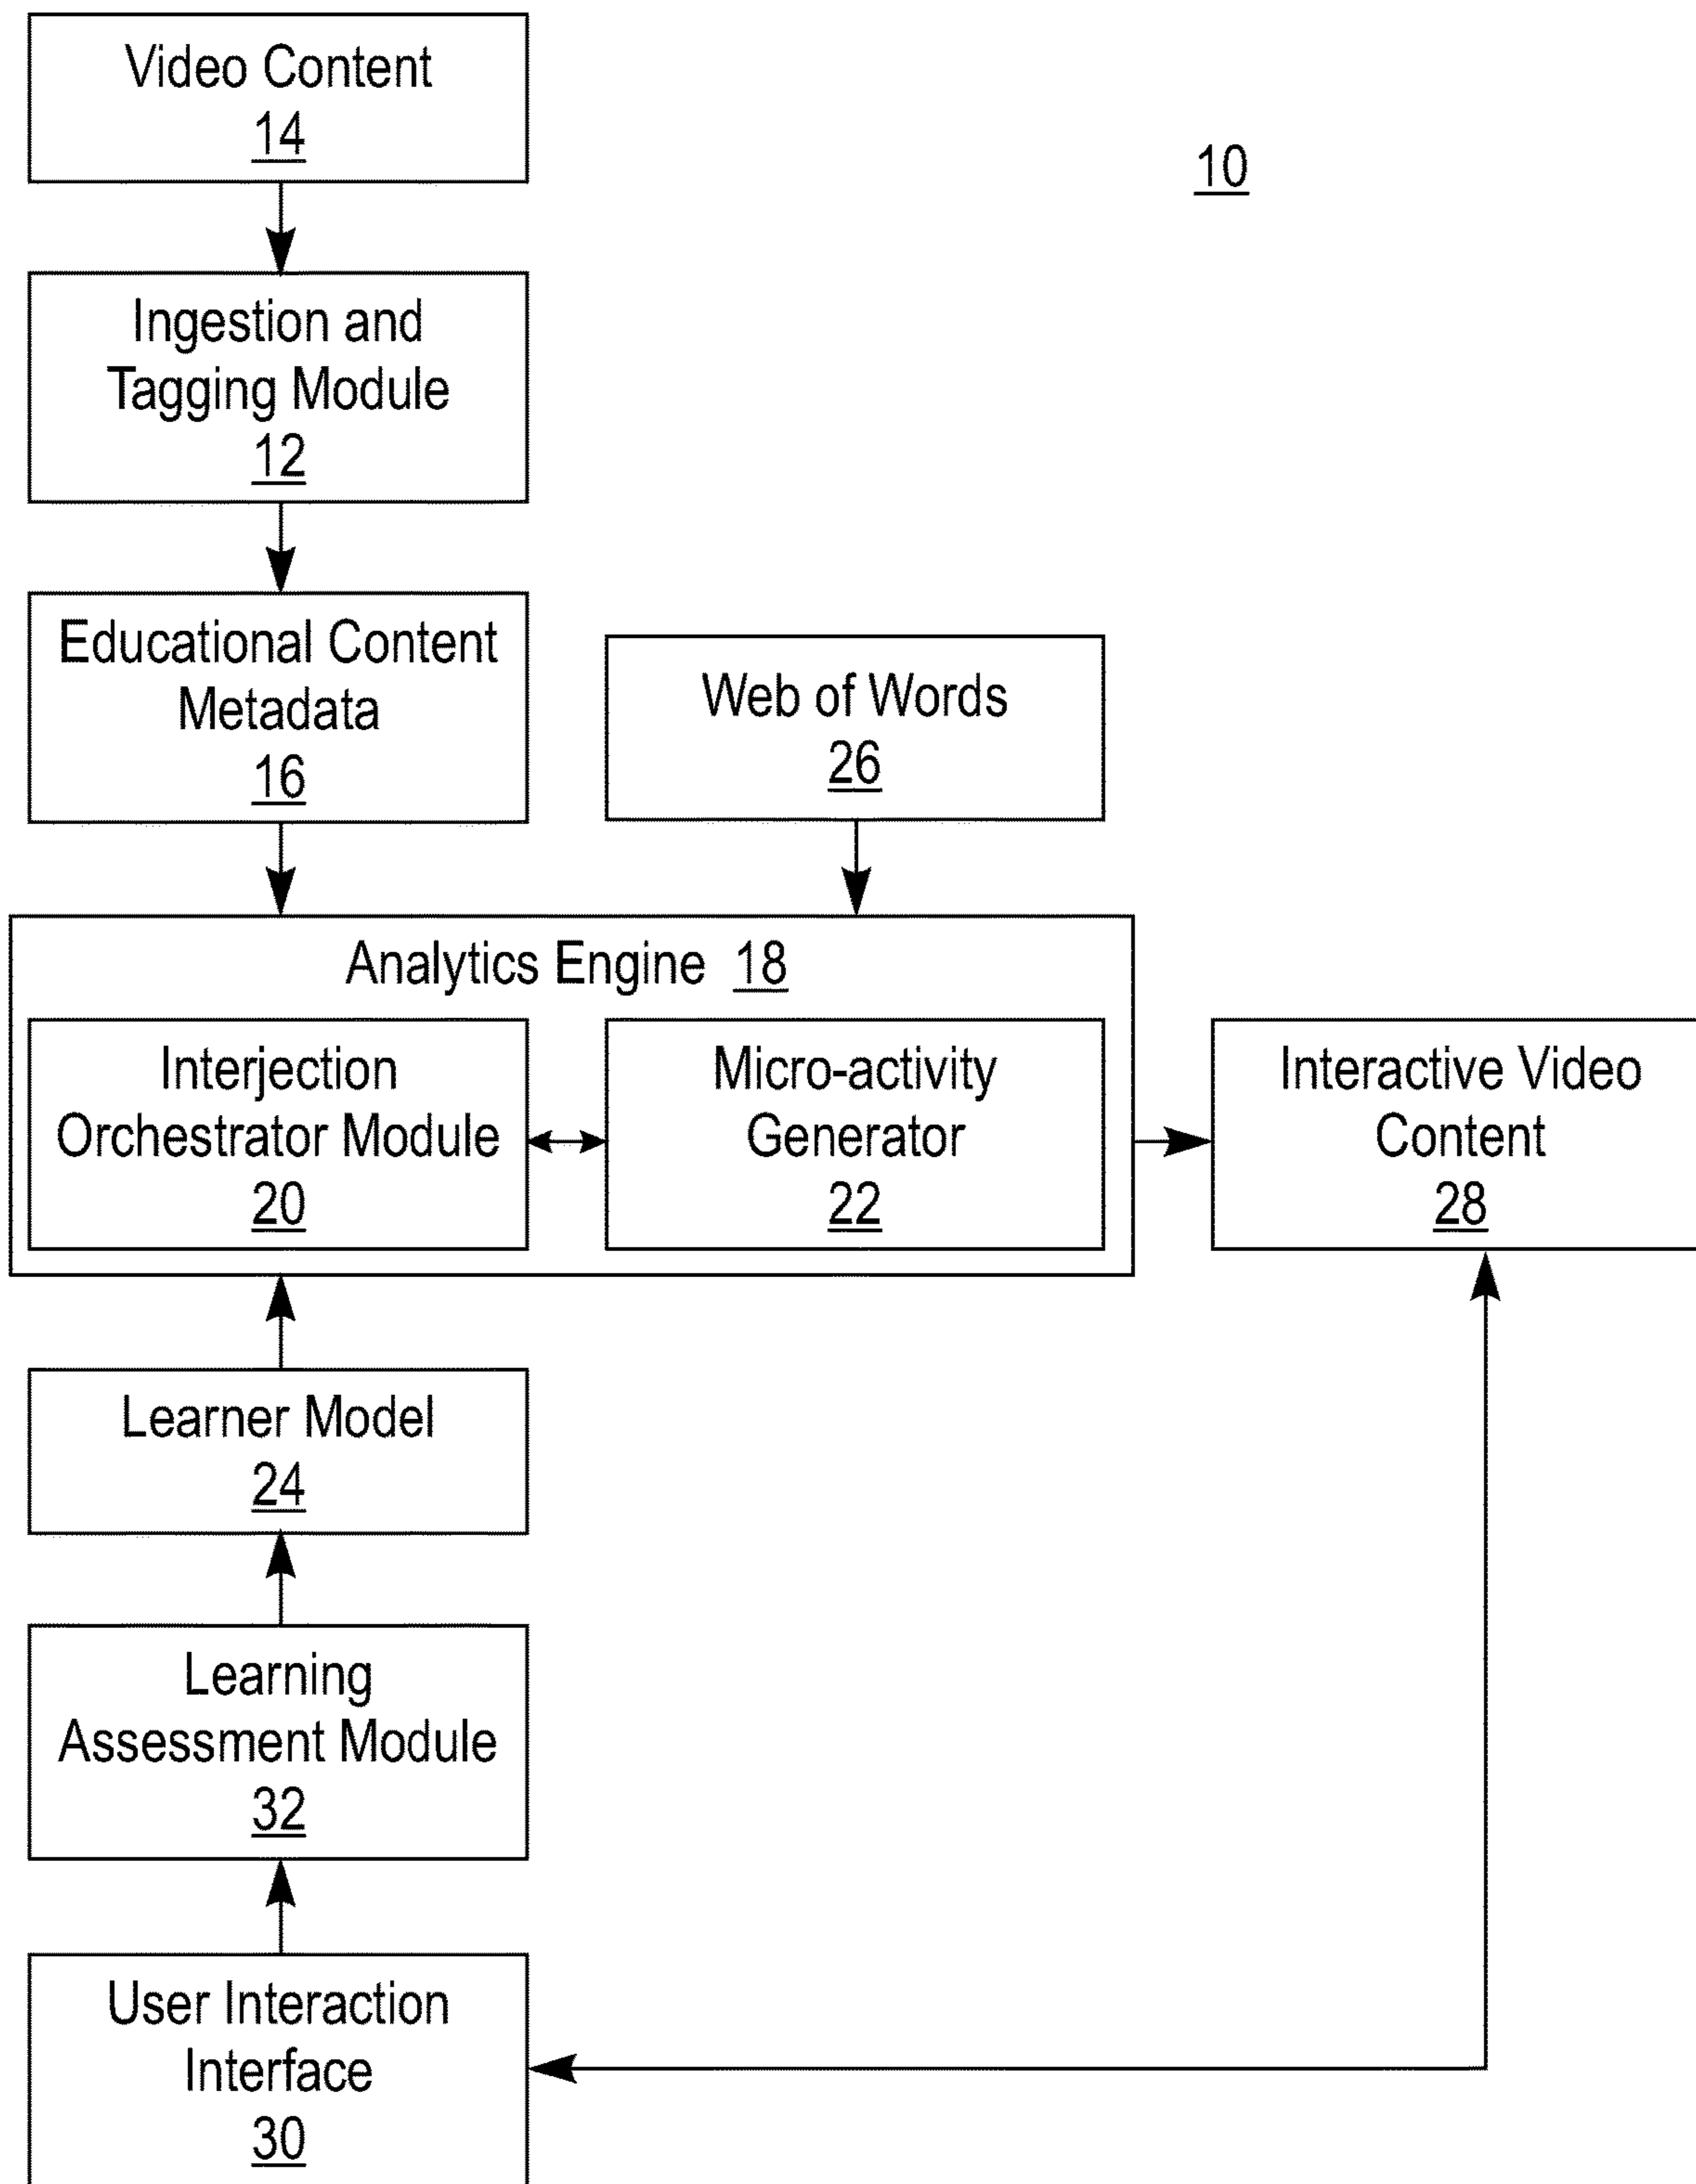 Video Content
14
10
Ingestion and
Tagging Module
12
Educational Content
Metadata
16
Web of Words
26
Analytics Engine 18
Interjection
Orchestrator Module
20
Micro-activity
Generator
22
Interactive Video
Content
28
Learner Model
24
Learning
Assessment Module
32
User Interaction
Interface
30